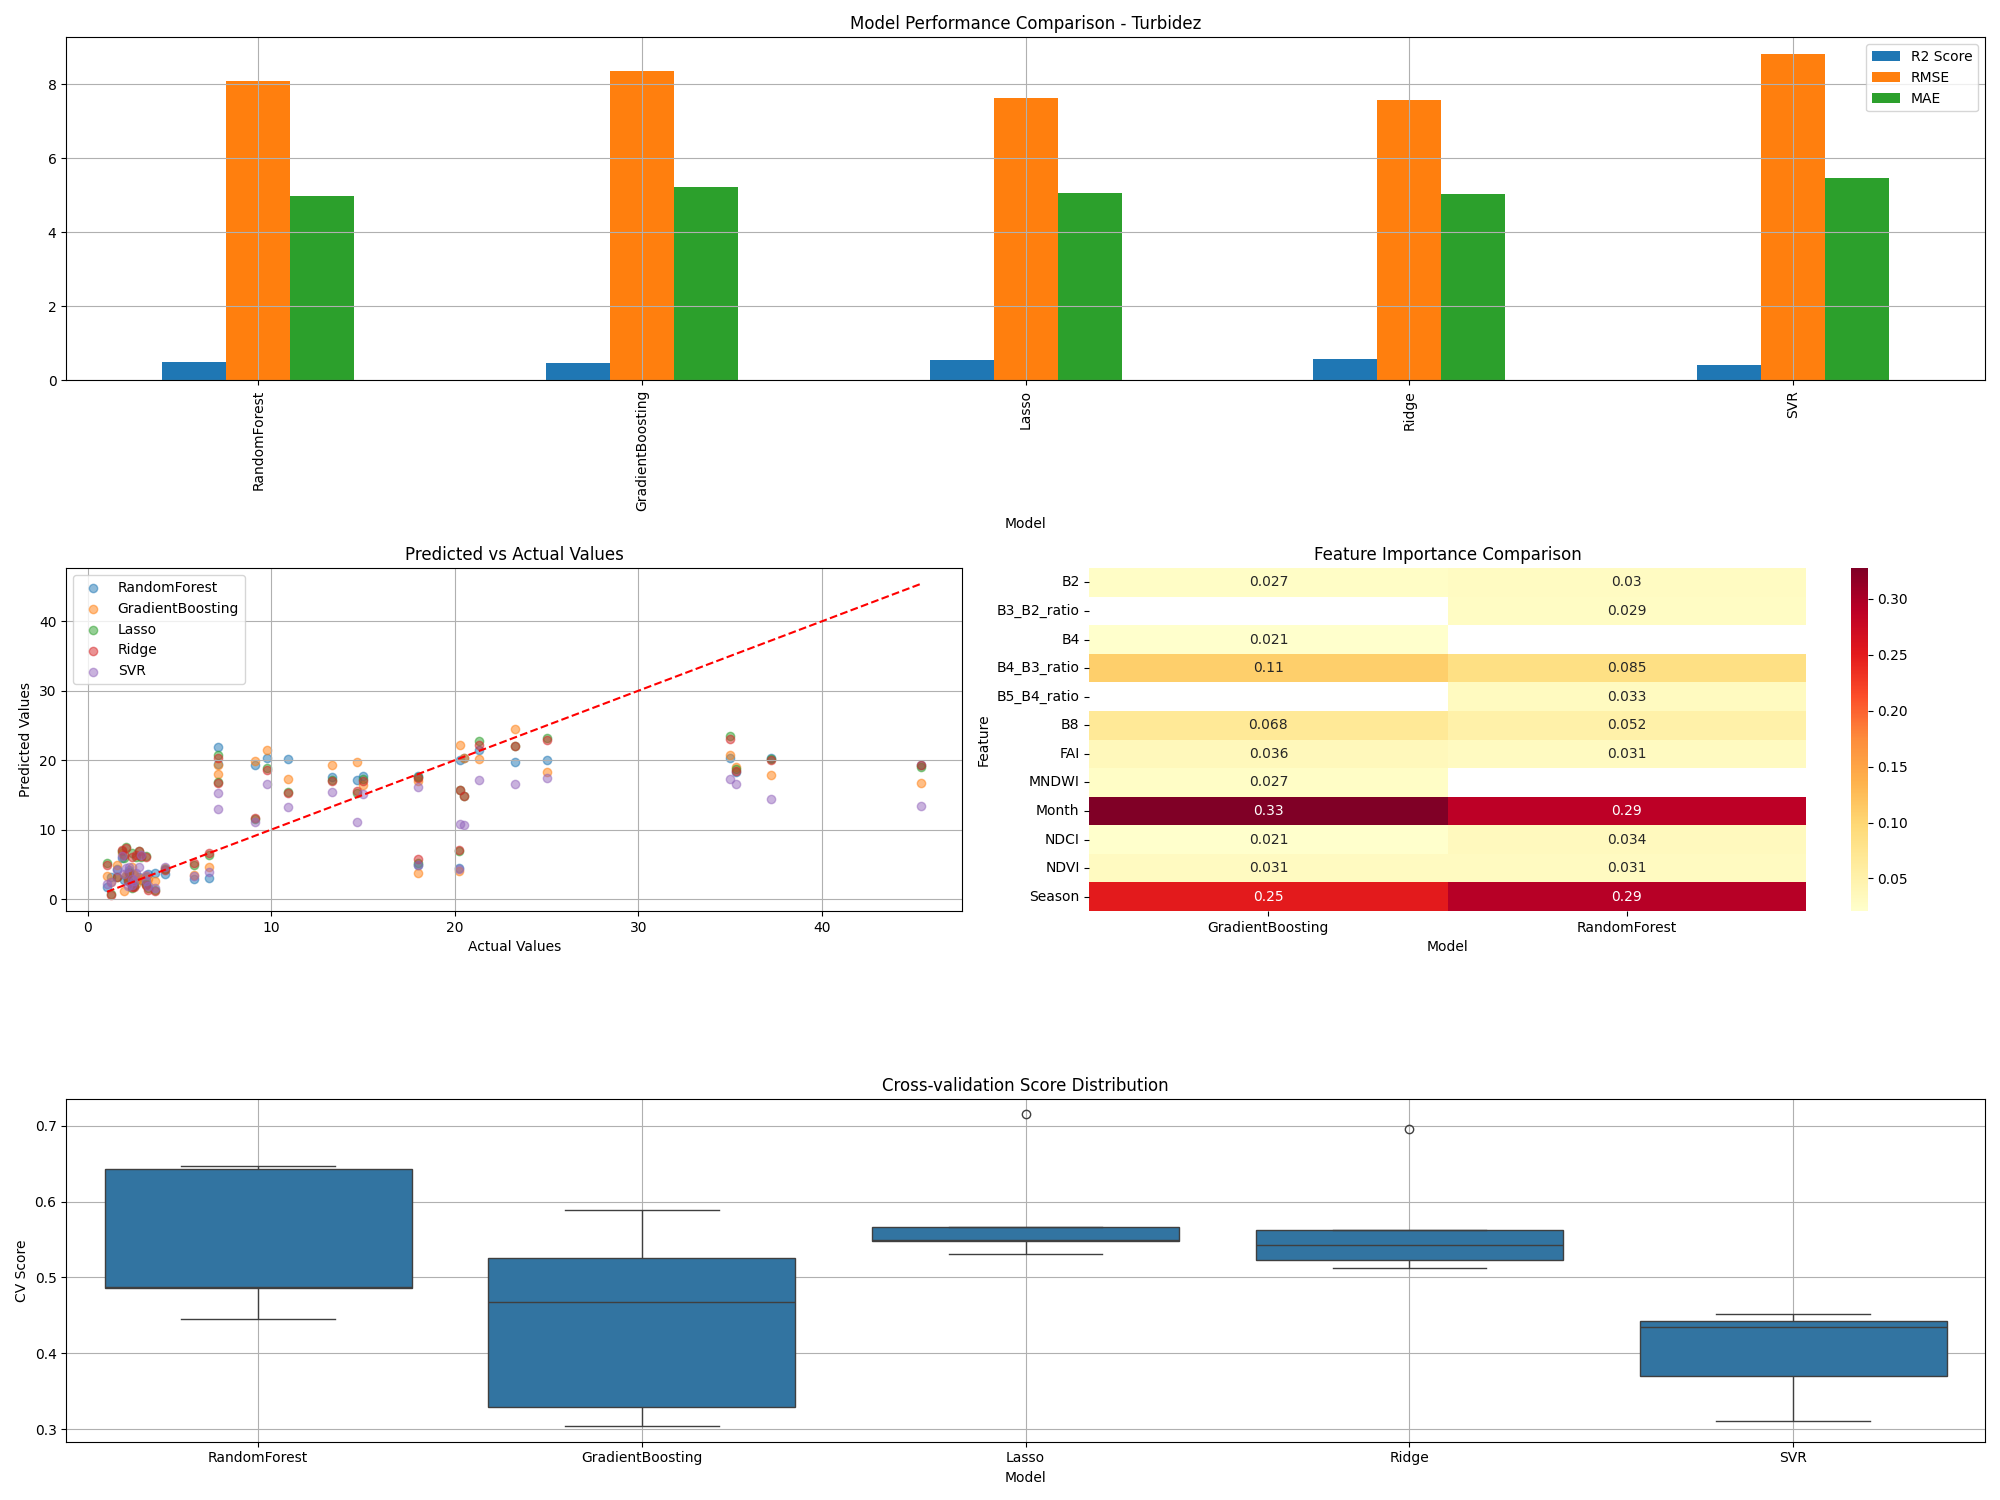 Model Performance Comparison - Turbidez
R2 Score
RMSE
MAE
8
6
4
2
0
RandomForest
GradientBoosting
Lasso
Ridge
SVR
Model
Predicted vs Actual Values
RandomForest
GradientBoosting
Lasso
Ridge
SVR
Predicted Values
40
30
20
10
0
0 10 20 30 40
Actual Values
Feature Importance Comparison
Feature
B2 0.027 0.03
B3_B2_ratio 0.029
B4 0.021
B4_B3_ratio 0.11 0.085
B5_B4_ratio 0.033
B8 0.068 0.052
FAI 0.036 0.031
MNDWI 0.027
Month 0.33 0.29
NDCI 0.021 0.034
NDVI 0.031 0.031
Season 0.25 0.29
GradientBoosting RandomForest
Model
0.30
0.25
0.20
0.15
0.10
0.05
Cross-validation Score Distribution
CV Score
0.7
0.6
0.5
0.4
0.3
RandomForest GradientBoosting Lasso Ridge SVR
Model